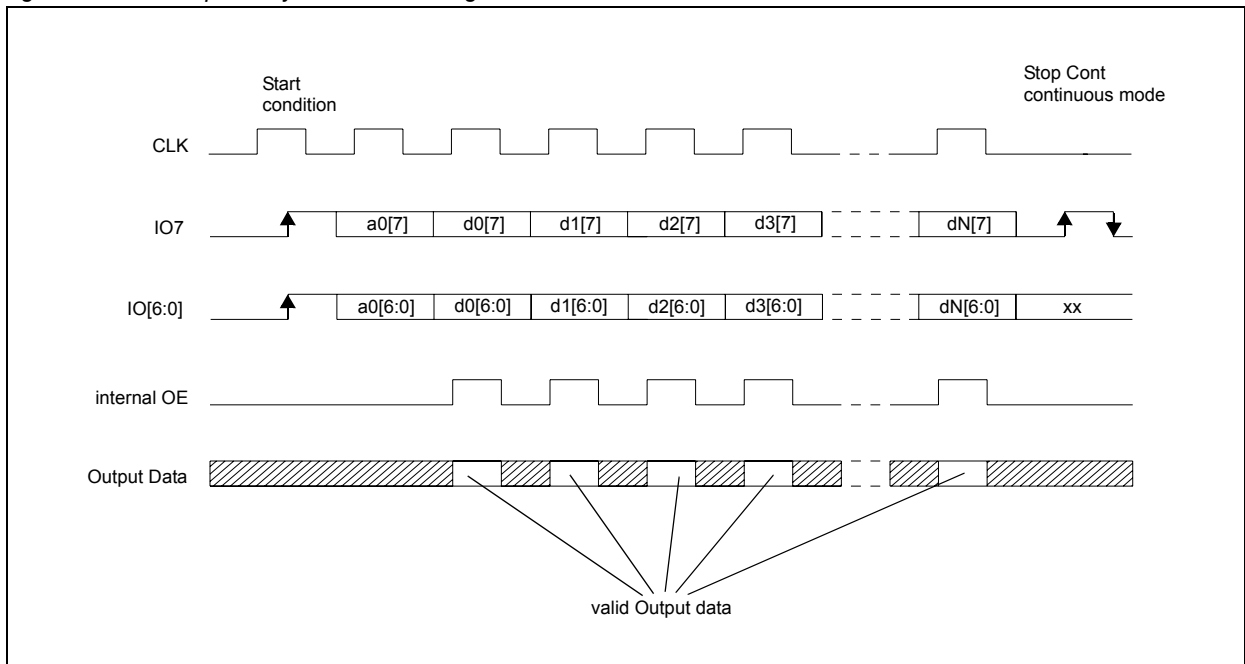 Start
condition
Stop Cont
continuous mode
CLK
IO7
a0[7]
d0[7]
d1[7]
d2[7]
d3[7]
dN[7]
IO[6:0]
a0[6:0]
d0[6:0]
d1[6:0]
d2[6:0]
d3[6:0]
dN[6:0]
xx
internal OE
Output Data
valid Output data